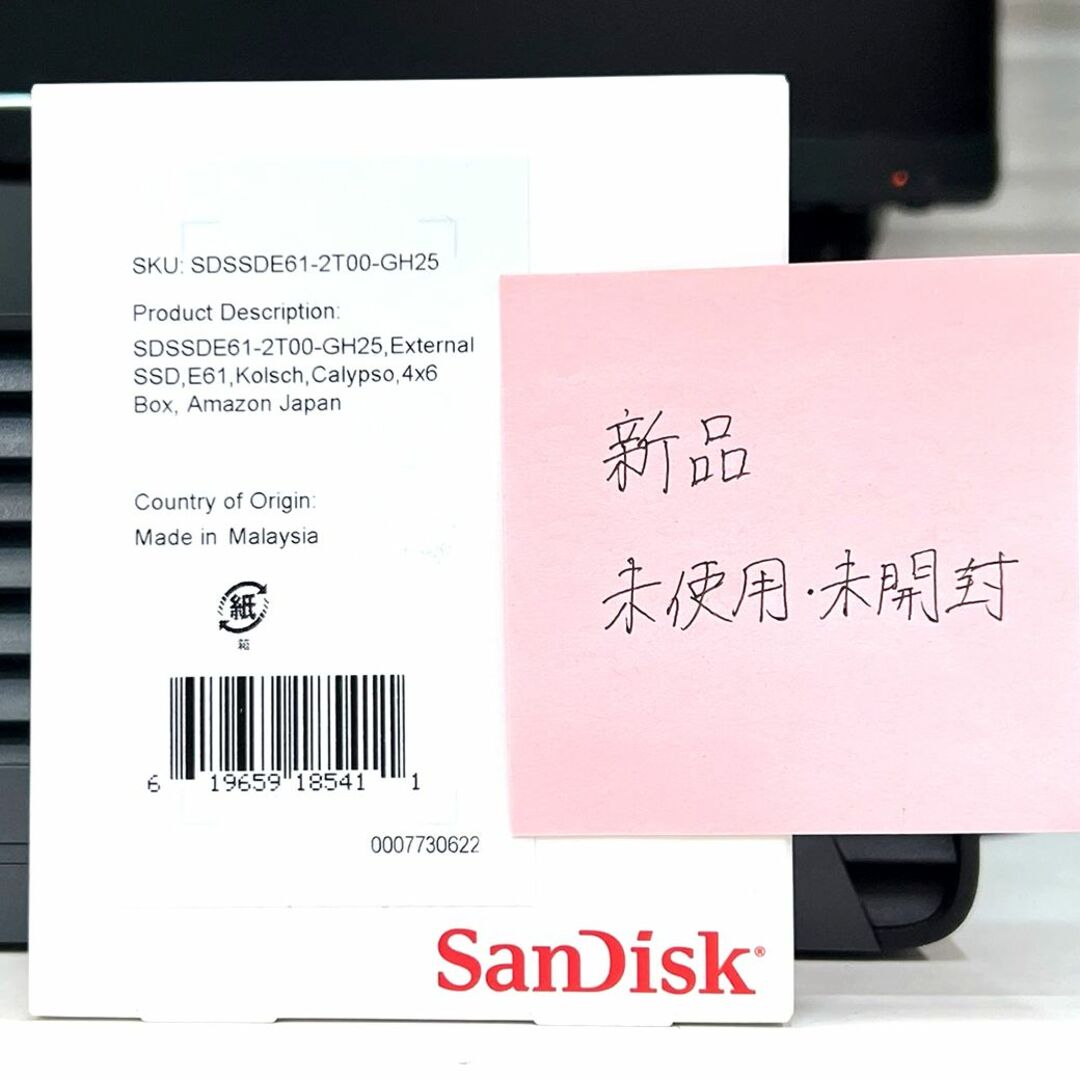 SKU: SDSSDE61-2T00-GH25
Product Description:
SDSSDE61-2T00-GH25,External
SSD,E61,Kolsch,Calypso,4x6
Box, Amazon Japan
Country of Origin:
Made in Malaysia
紙
箱
6 19659 18541 1
0007730622
SanDisk®
新品
未使用・未開封